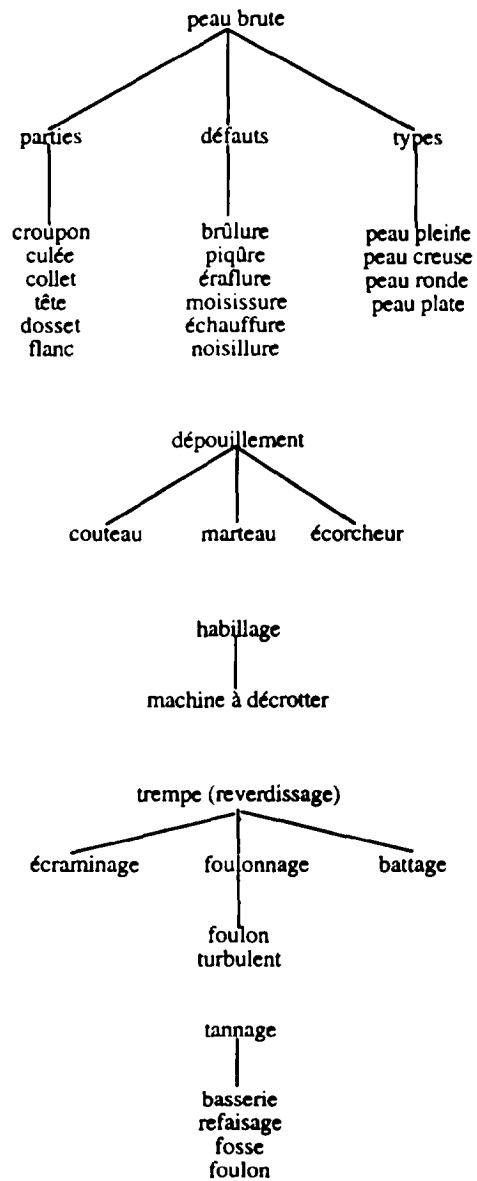 peau brute
parties défauts types
croupon
culée
collet
tête
dosset
flanc
brûlure
piqûre
éraflure
moisissure
échauffure
noisillure
peau pleine
peau creuse
peau ronde
peau plate
dépouillement
couteau marteau écorcheur
habillage
machine à décrotter
trempe (reverdissage)
écraminage foulonnage battage
foulon
turbulent
tannage
basserie
refaisage
fosse
foulon